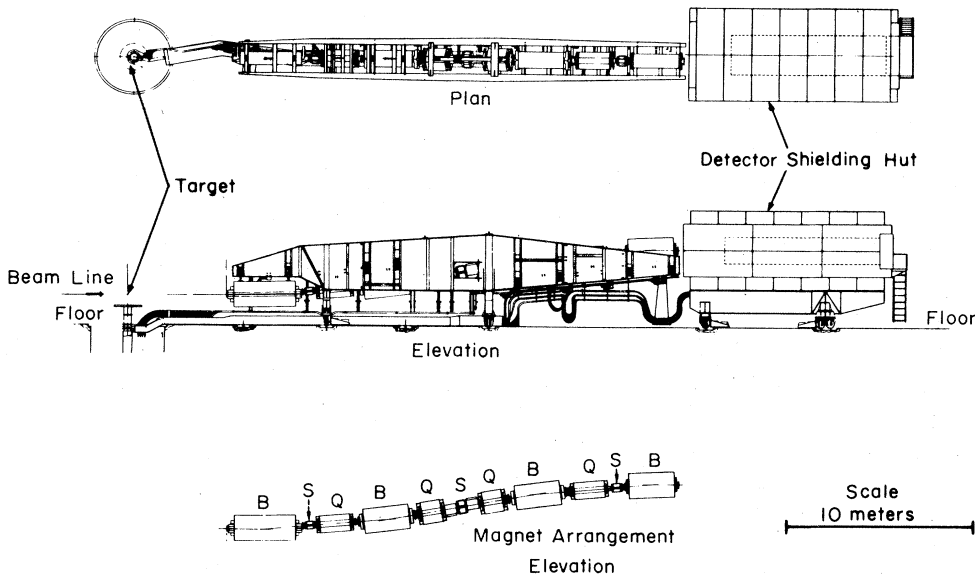 Plan
Detector Shielding Hut
Target
Beam Line
Floor
Floor
Elevation
B S Q B Q S Q B Q S B
Magnet Arrangement
Elevation
Scale
10 meters